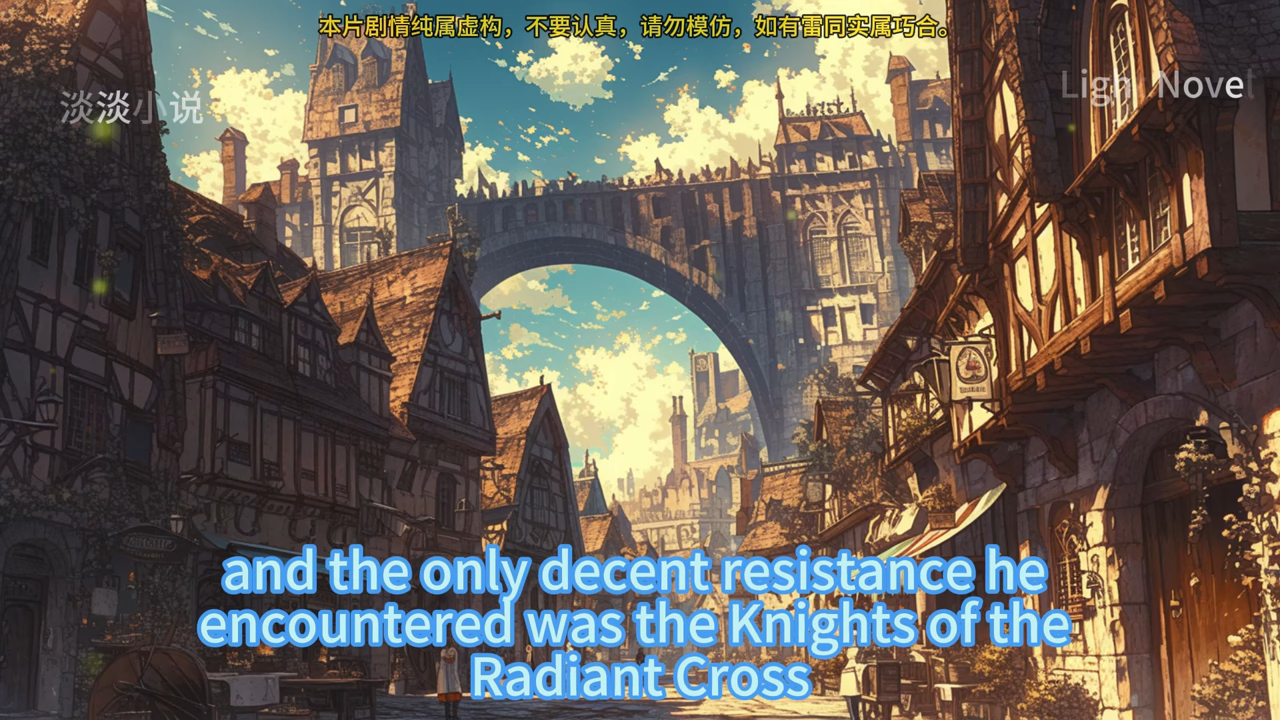 本片剧情纯属虚构，不要认真，请勿模仿，如有雷同实属巧合。
淡淡小说
Light Novel
and the only decent resistance he
encountered was the Knights of the
Radiant Cross